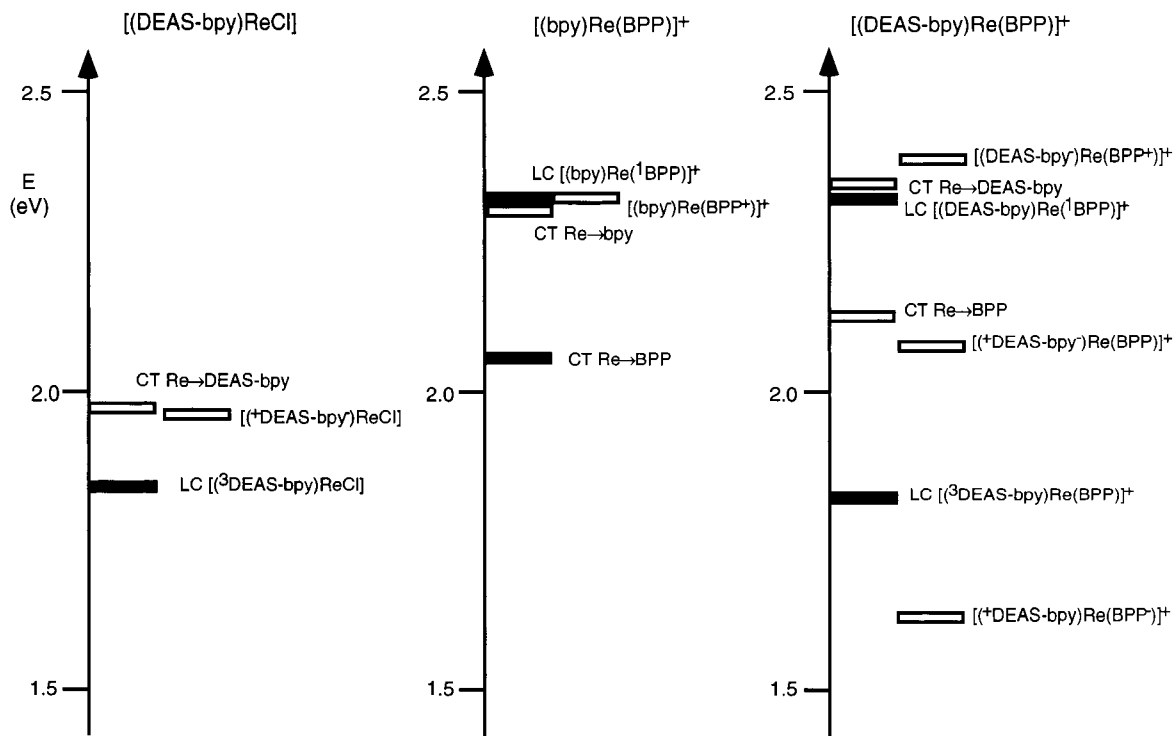 [(DEAS-bpy)ReCl]
2.5
E
(eV)
CT Re→DEAS-bpy
2.0
[(⁺DEAS-bpy⁻)ReCl]
LC [(³DEAS-bpy)ReCl]
1.5
[(bpy)Re(BPP)]⁺
2.5
LC [(bpy)Re(¹BPP)]⁺
[(bpy⁻)Re(BPP⁺)]⁺
CT Re→bpy
CT Re→BPP
2.0
1.5
[(DEAS-bpy)Re(BPP)]⁺
2.5
[(DEAS-bpy⁻)Re(BPP⁺)]⁺
CT Re→DEAS-bpy
LC [(DEAS-bpy)Re(¹BPP)]⁺
CT Re→BPP
[(⁺DEAS-bpy⁻)Re(BPP)]⁺
2.0
LC [(³DEAS-bpy)Re(BPP)]⁺
[(⁺DEAS-bpy)Re(BPP⁻)]⁺
1.5